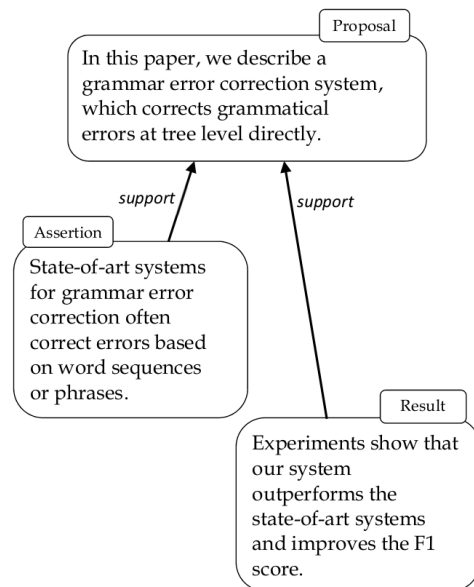 Proposal
In this paper, we describe a
grammar error correction system,
which corrects grammatical
errors at tree level directly.
support
support
Assertion
State-of-art systems
for grammar error
correction often
correct errors based
on word sequences
or phrases.
Result
Experiments show that
our system
outperforms the
state-of-art systems
and improves the F1
score.